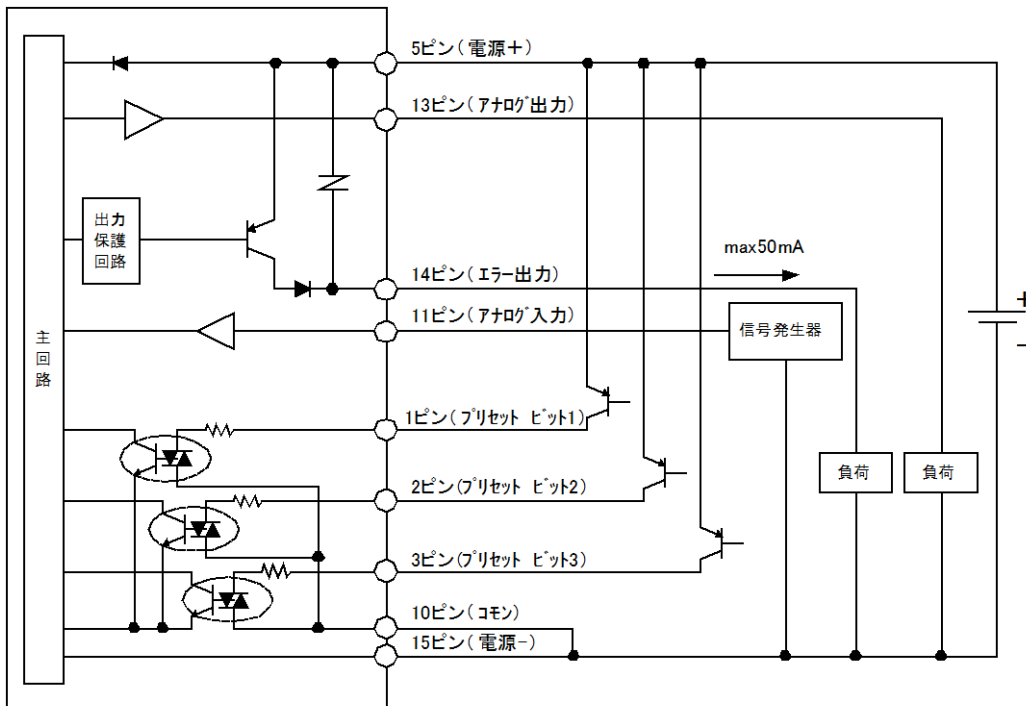 5ピン(電源+)
13ピン(アナログ出力)
出力
保護
回路
max50mA
14ピン(エラー出力)
11ピン(アナログ入力)
信号発生器
+
-
主
回
路
1ピン(プリセット ビット1)
負荷
負荷
2ピン(プリセット ビット2)
3ピン(プリセット ビット3)
10ピン(コモン)
15ピン(電源-)